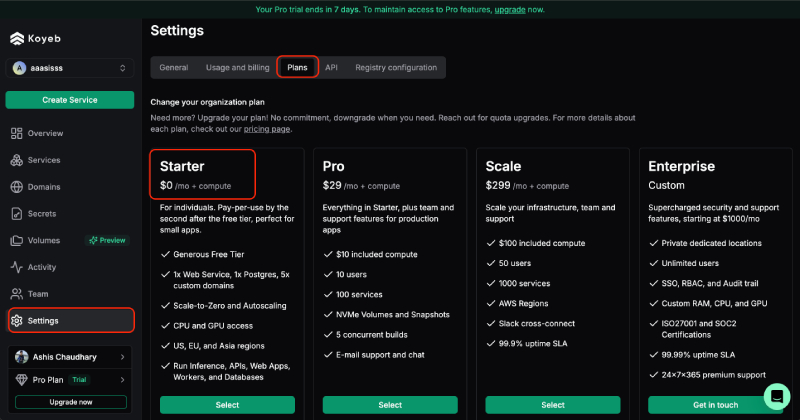 Your Pro trial ends in 7 days. To maintain access to Pro features, upgrade now.
Koyeb
A aaasisss
Create Service
Overview
Services
Domains
Secrets
Volumes Preview
Activity
Team
Settings
Ashis Chaudhary
Pro Plan Trial
Upgrade now
Settings
General Usage and billing Plans API Registry configuration
Change your organization plan
Need more? Upgrade your plan! No commitment, downgrade when you need. Reach out for quota upgrades. For more details about
each plan, check out our pricing page.
Starter
$0 /mo + compute
For individuals. Pay-per-use by the
second after the free tier, perfect for
small apps.
Generous Free Tier
1x Web Service, 1x Postgres, 5x
custom domains
Scale-to-Zero and Autoscaling
CPU and GPU access
US, EU, and Asia regions
Run Inference, APIs, Web Apps,
Workers, and Databases
Select
Pro
$29 /mo + compute
Everything in Starter, plus team and
support features for production
apps
$10 included compute
10 users
100 services
NVMe Volumes and Snapshots
5 concurrent builds
E-mail support and chat
Select
Scale
$299 /mo + compute
Scale your infrastructure, team and
support
$100 included compute
50 users
1000 services
AWS Regions
Slack cross-connect
99.9% uptime SLA
Select
Enterprise
Custom
Supercharged security and support
features, starting at $1000/mo
Private dedicated locations
Unlimited users
SSO, RBAC, and Audit trail
Custom RAM, CPU, and GPU
ISO27001 and SOC2
Certifications
99.99% uptime SLA
24x7x365 premium support
Get in touch